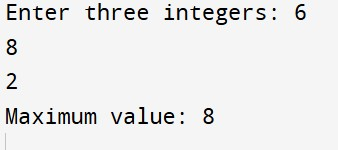 Enter three integers: 6
8
2
Maximum value: 8